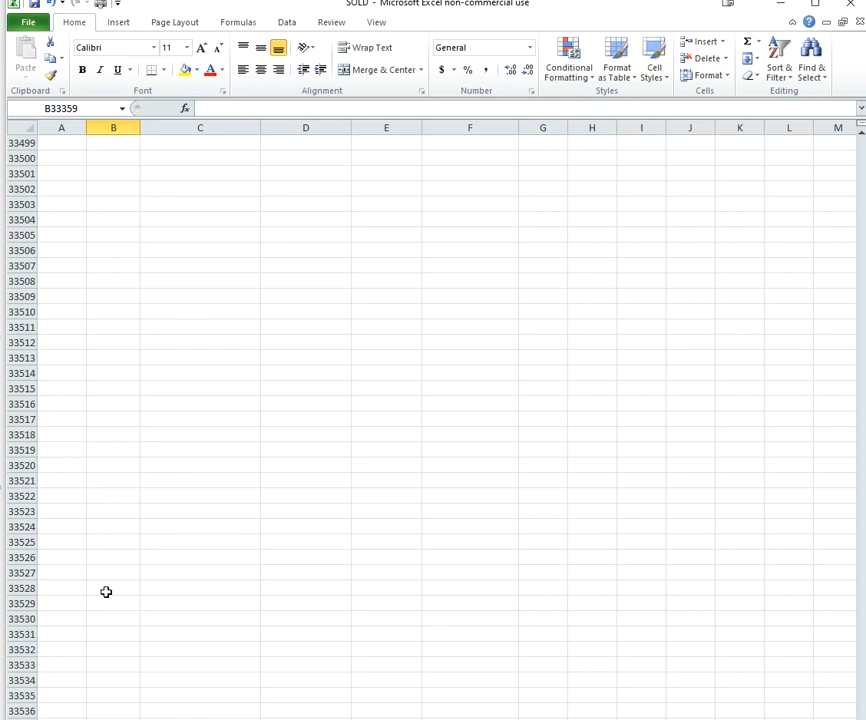 SOLD - Microsoft Excel non-commercial use
File Home Insert Page Layout Formulas Data Review View
Paste
Calibri 11
B I U A A A
Wrap Text
Merge & Center
General
$ % ,
Conditional Formatting
Format as Table
Cell Styles
Insert
Delete
Format
Σ
Sort & Filter
Find & Select
Clipboard Font Alignment Number Styles Cells Editing
B33359 fx
A B C D E F G H I J K L M
33499
33500
33501
33502
33503
33504
33505
33506
33507
33508
33509
33510
33511
33512
33513
33514
33515
33516
33517
33518
33519
33520
33521
33522
33523
33524
33525
33526
33527
33528
33529
33530
33531
33532
33533
33534
33535
33536